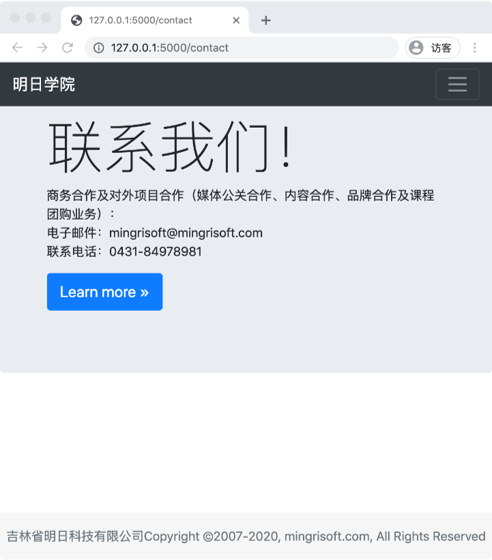 127.0.0.1:5000/contact
127.0.0.1:5000/contact
访客
明日学院
联系我们！
商务合作及对外项目合作（媒体公关合作、内容合作、品牌合作及课程
团购业务）：
电子邮件：mingrisoft@mingrisoft.com
联系电话：0431-84978981
Learn more »
吉林省明日科技有限公司Copyright ©2007-2020, mingrisoft.com, All Rights Reserved